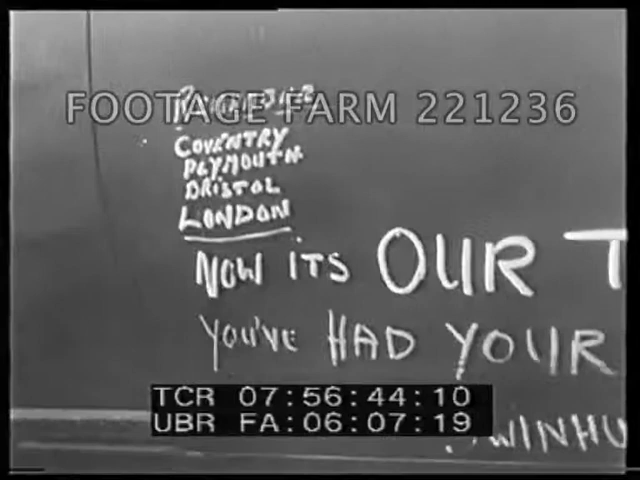 FOOTAGE FARM 221236
COVENTRY
PLYMOUTH
BRISTOL
LONDON
NOW ITS OUR T
YOU'VE HAD YOUR
WINHU
TCR 07:56:44:10
UBR FA:06:07:19